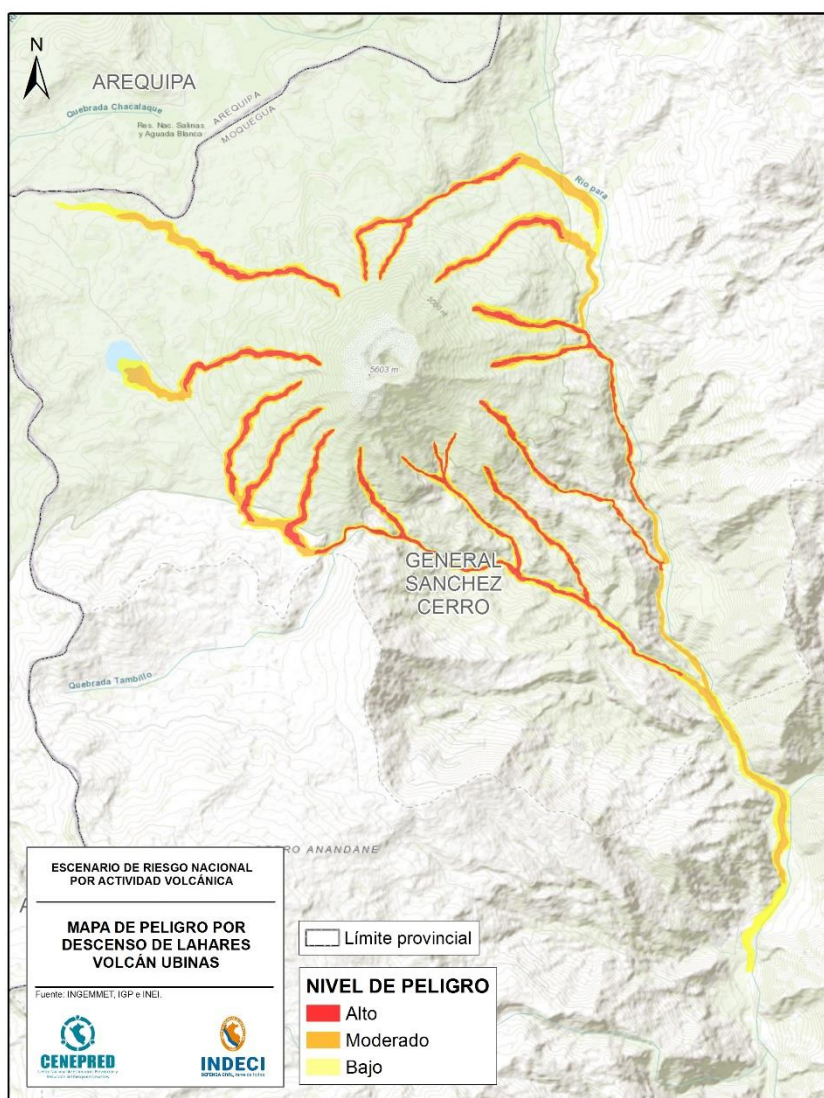 N
AREQUIPA
Quebrada Chacalaque
AREQUIPA
MOQUEGUA
Res. Nac. Salinas
y Aguada Blanca
Rio para
5000 m
5603 m
GENERAL
SANCHEZ
CERRO
Quebrada Tambillo
RO ANANDANE
A
ESCENARIO DE RIESGO NACIONAL
POR ACTIVIDAD VOLCÁNICA
MAPA DE PELIGRO POR
DESCENSO DE LAHARES
VOLCÁN UBINAS
Fuente: INGEMMET, IGP e INEI.
CENEPRED
INDECI
Límite provincial
NIVEL DE PELIGRO
Alto
Moderado
Bajo